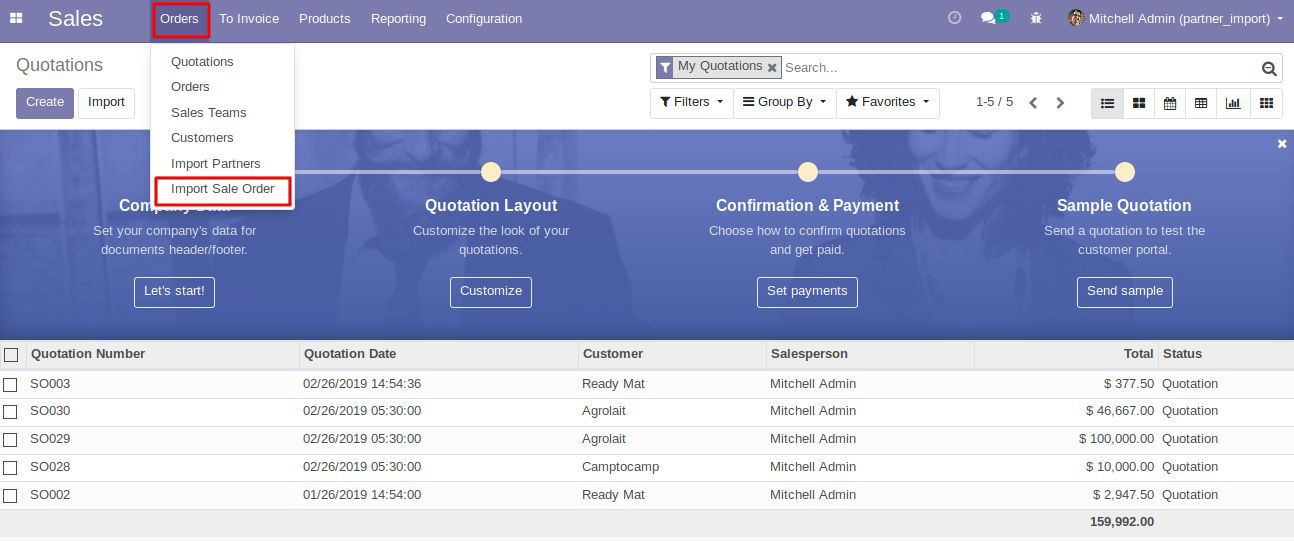 Sales Orders To Invoice Products Reporting Configuration 1 Mitchell Admin (partner_import)
Quotations
My Quotations Search...
Create Import
Filters Group By Favorites 1-5 / 5
Quotations
Orders
Sales Teams
Customers
Import Partners
Import Sale Order
Company Data
Set your company's data for
documents header/footer.
Let's start!
Quotation Layout
Customize the look of your
quotations.
Customize
Confirmation & Payment
Choose how to confirm quotations
and get paid.
Set payments
Sample Quotation
Send a quotation to test the
customer portal.
Send sample
Quotation Number Quotation Date Customer Salesperson Total Status
SO003 02/26/2019 14:54:36 Ready Mat Mitchell Admin $ 377.50 Quotation
SO030 02/26/2019 05:30:00 Agrolait Mitchell Admin $ 46,667.00 Quotation
SO029 02/26/2019 05:30:00 Agrolait Mitchell Admin $ 100,000.00 Quotation
SO028 02/26/2019 05:30:00 Camptocamp Mitchell Admin $ 10,000.00 Quotation
SO002 01/26/2019 14:54:00 Ready Mat Mitchell Admin $ 2,947.50 Quotation
159,992.00